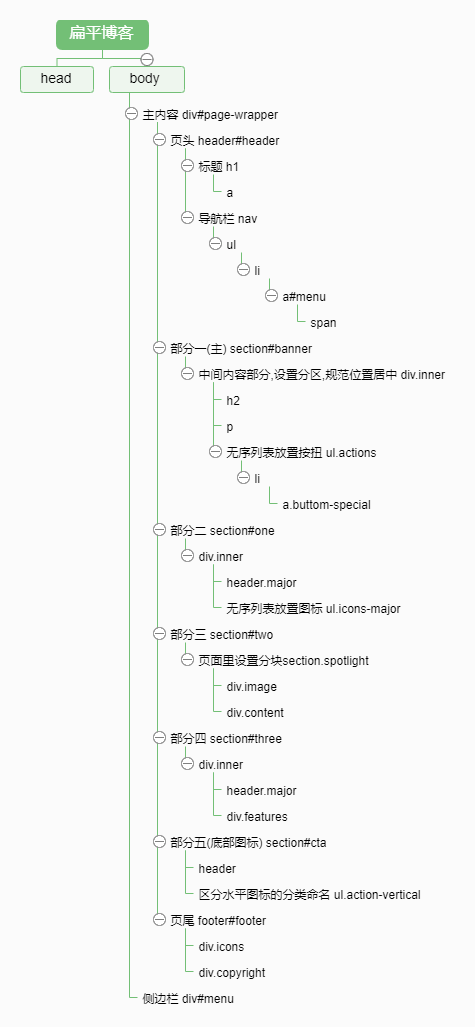 扁平博客
head
body
主内容 div#page-wrapper
页头 header#header
标题 h1
a
导航栏 nav
ul
li
a#menu
span
部分一(主) section#banner
中间内容部分,设置分区,规范位置居中 div.inner
h2
p
无序列表放置按扭 ul.actions
li
a.buttom-special
部分二 section#one
div.inner
header.major
无序列表放置图标 ul.icons-major
部分三 section#two
页面里设置分块section.spotlight
div.image
div.content
部分四 section#three
div.inner
header.major
div.features
部分五(底部图标) section#cta
header
区分水平图标的分类命名 ul.action-vertical
页尾 footer#footer
div.icons
div.copyright
侧边栏 div#menu